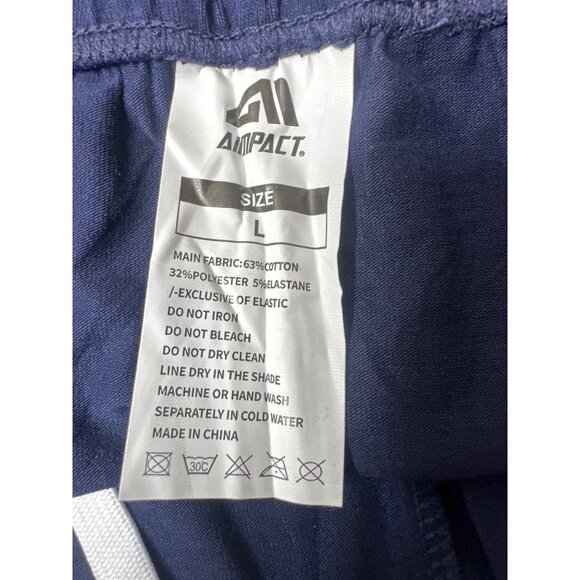 AIMPACT®
SIZE
L
MAIN FABRIC:63%COTTON
32%POLYESTER 5%ELASTANE
/-EXCLUSIVE OF ELASTIC
DO NOT IRON
DO NOT BLEACH
DO NOT DRY CLEAN
LINE DRY IN THE SHADE
MACHINE OR HAND WASH
SEPARATELY IN COLD WATER
MADE IN CHINA
30C